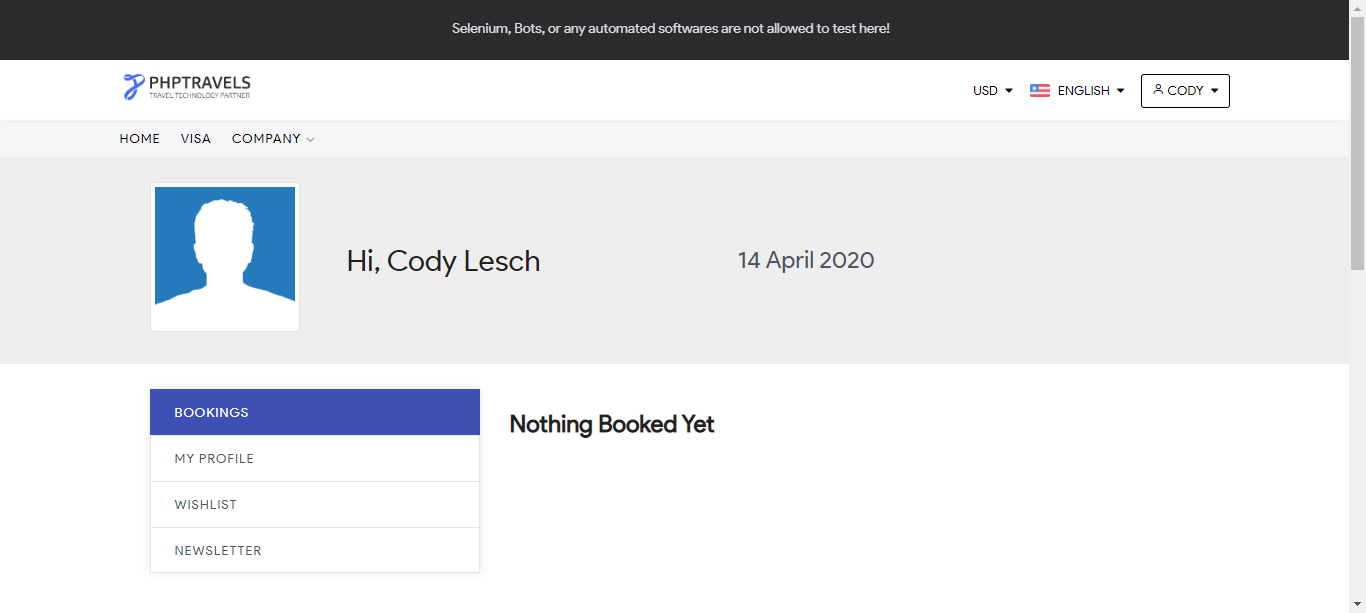 Selenium, Bots, or any automated softwares are not allowed to test here!
PHPTRAVELS
TRAVEL TECHNOLOGY PARTNER
USD ENGLISH CODY
HOME VISA COMPANY
Hi, Cody Lesch
14 April 2020
BOOKINGS
MY PROFILE
WISHLIST
NEWSLETTER
Nothing Booked Yet